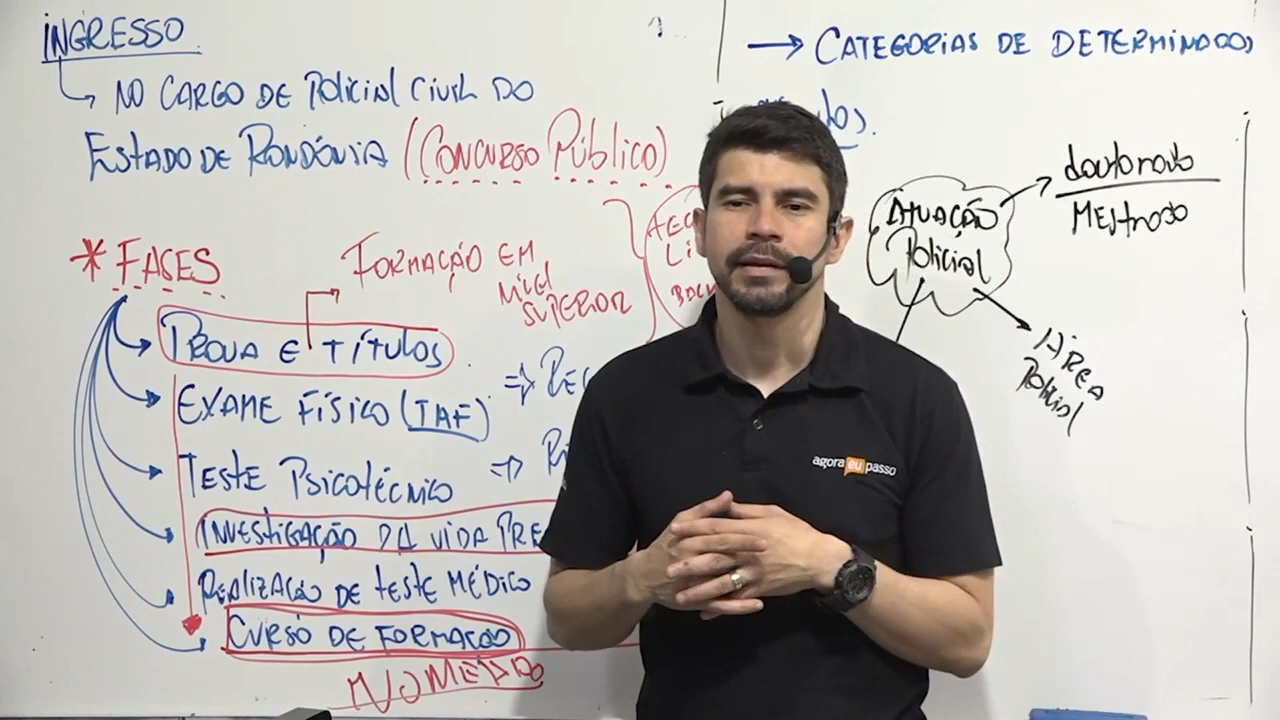 INGRESSO
NO CARGO DE POLICIAL CIVIL DO
ESTADO DE RONDÔNIA (CONCURSO PÚBLICO)
* FASES
FORMAÇÃO EM
NÍVEL
SUPERIOR
PROVA E TÍTULOS
EXAME FÍSICO (TAF)
TESTE PSICOTÉCNICO
INVESTIGAÇÃO DA VIDA PRE
REALIZAÇÃO DE TESTE MÉDICO
CURSO DE FORMAÇÃO
NOMEADO
→ CATEGORIAS DE DETERMINADOS
ATUAÇÃO
POLICIAL
doutorado
MESTRADO
ÁREA
POLICIAL
agora eu passo